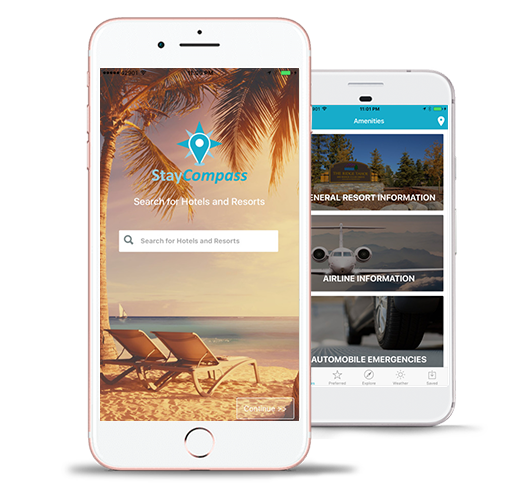 StayCompass
Search for Hotels and Resorts
Search for Hotels and Resorts
11:01 PM
Amenities
GENERAL RESORT INFORMATION
AIRLINE INFORMATION
AUTOMOBILE EMERGENCIES
Preferred
Explore
Weather
Saved